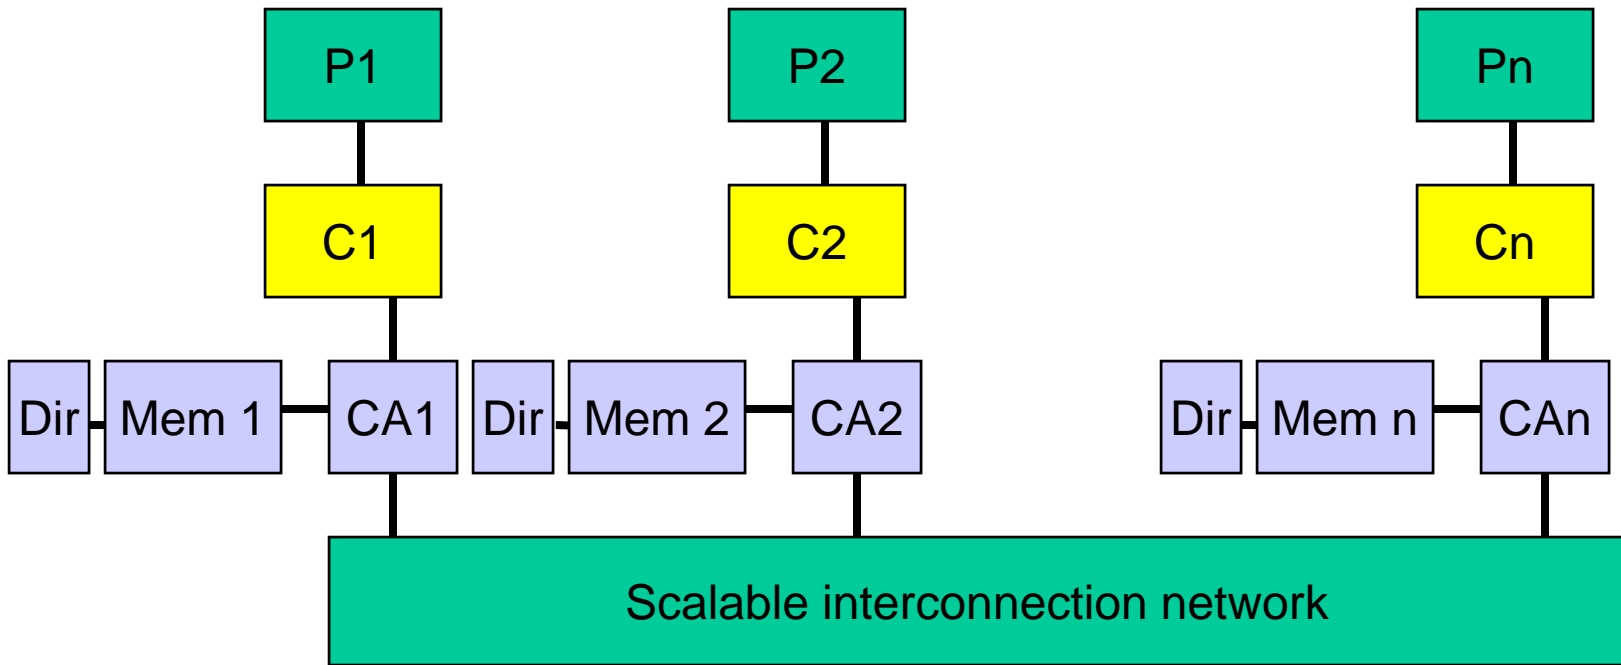 P1
P2
Pn
C1
C2
Cn
Dir
Mem 1
CA1
Dir
Mem 2
CA2
Dir
Mem n
CAn
Scalable interconnection network